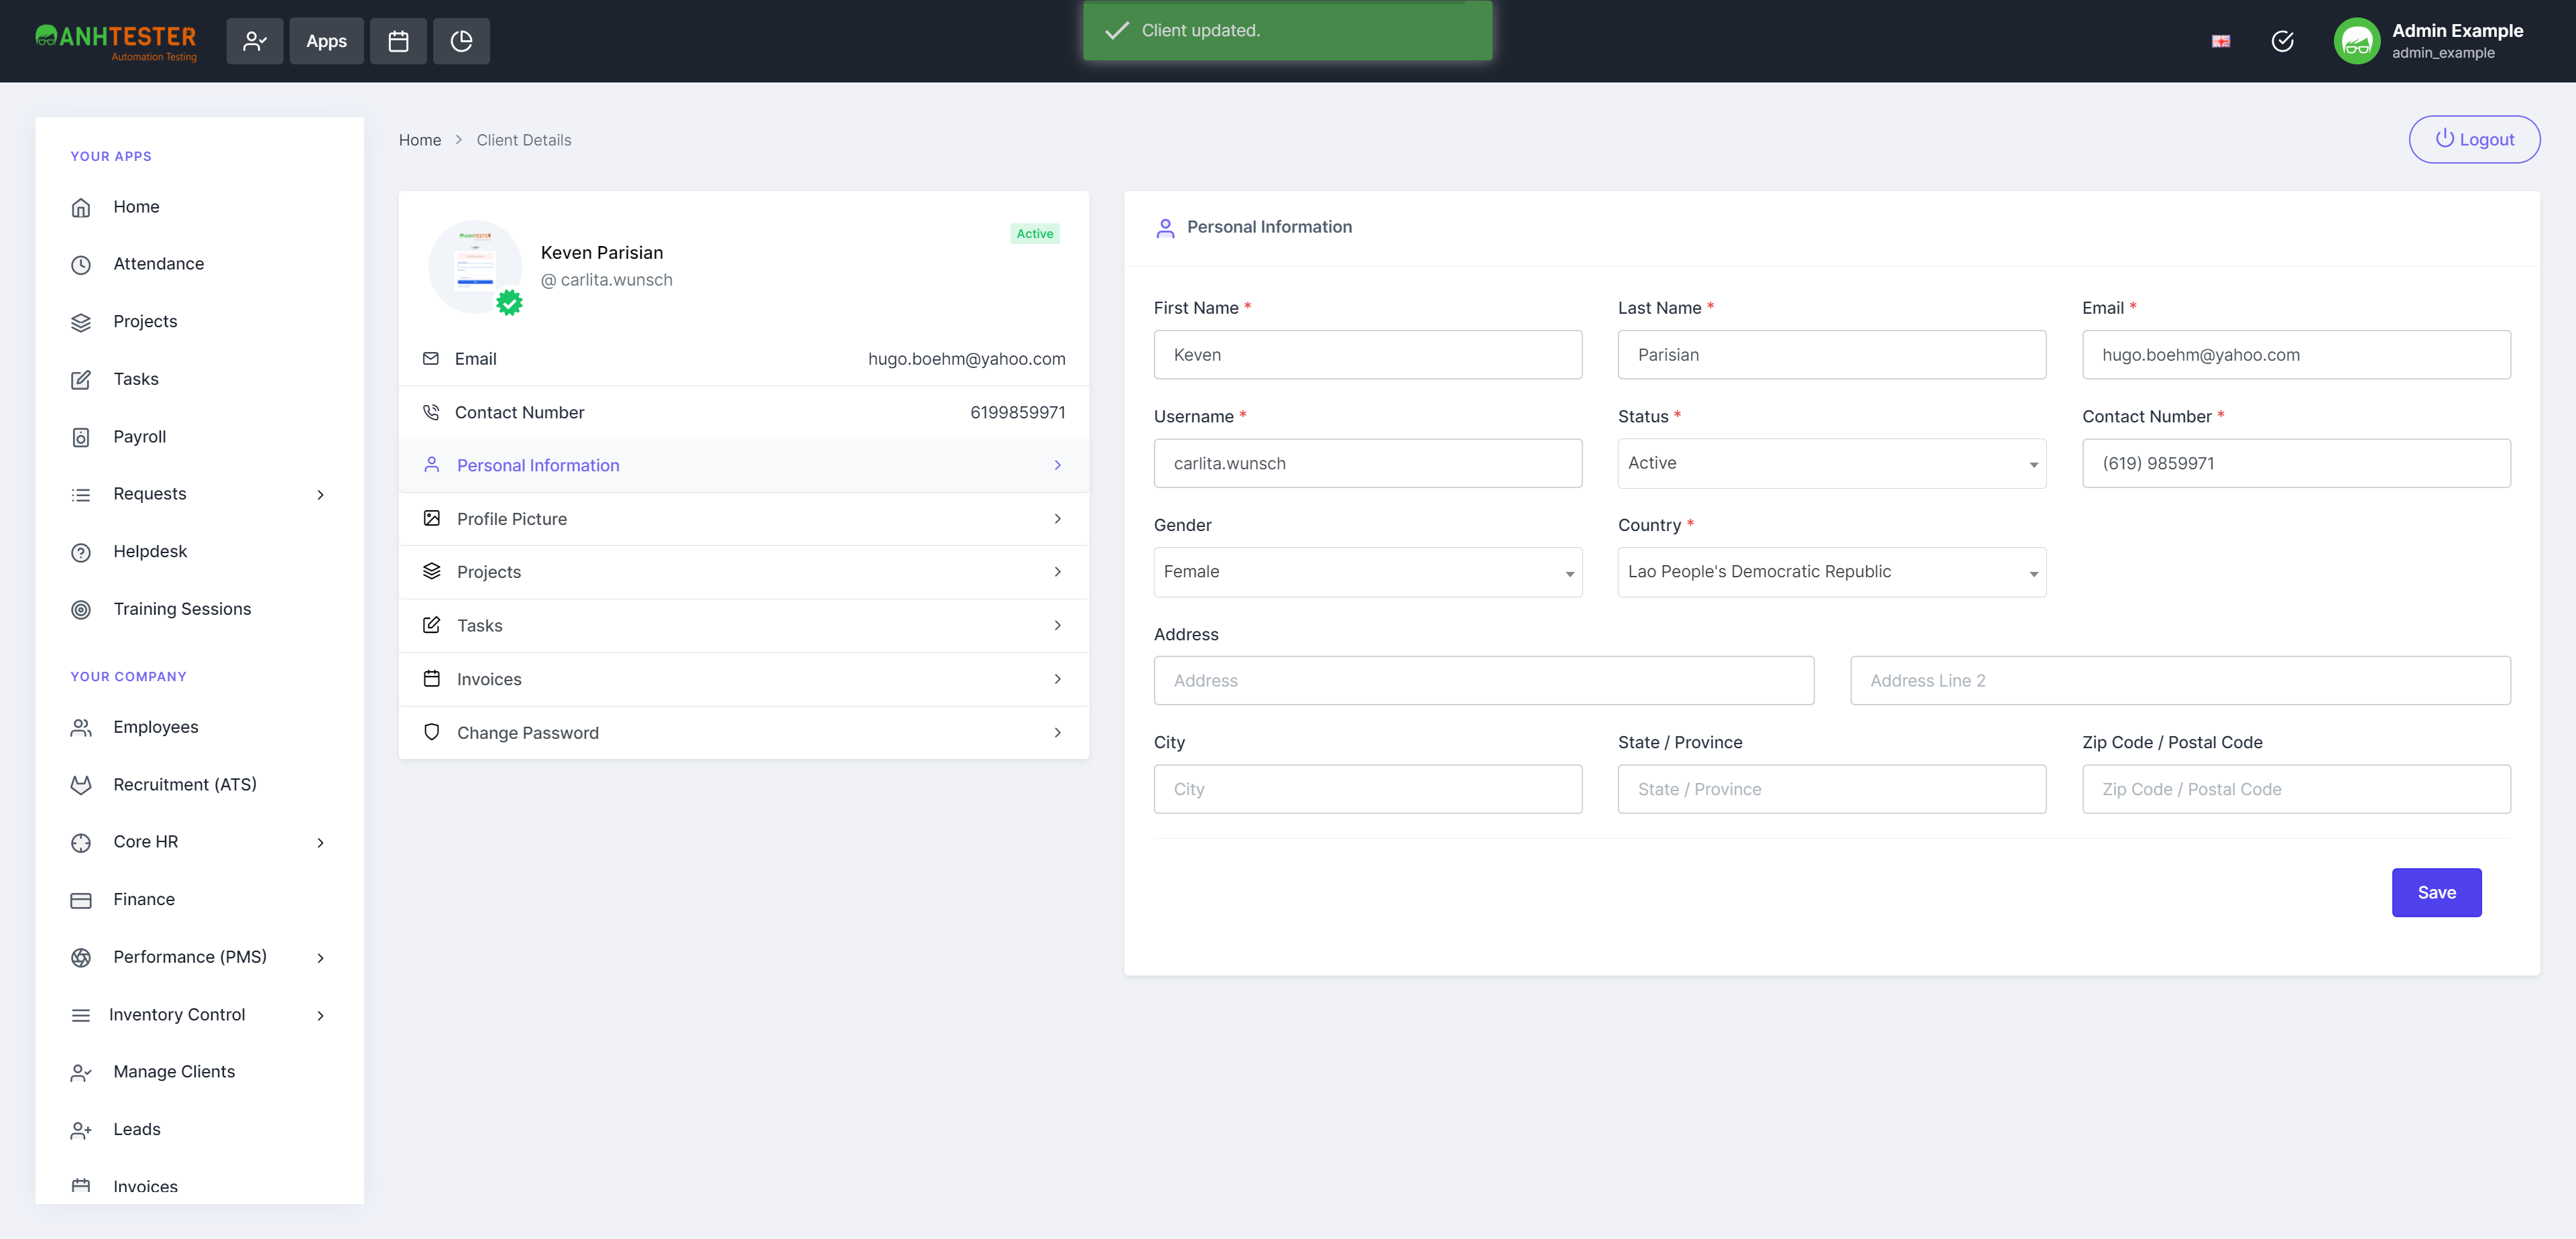 ANHTESTER
Automation Testing
Apps
Client updated.
Admin Example
admin_example
YOUR APPS
Home
Attendance
Projects
Tasks
Payroll
Requests
Helpdesk
Training Sessions
YOUR COMPANY
Employees
Recruitment (ATS)
Core HR
Finance
Performance (PMS)
Inventory Control
Manage Clients
Leads
Invoices
Home > Client Details
Logout
Keven Parisian
@ carlita.wunsch
Active
Email hugo.boehm@yahoo.com
Contact Number 6199859971
Personal Information
Profile Picture
Projects
Tasks
Invoices
Change Password
Personal Information
First Name * Last Name * Email *
Keven Parisian hugo.boehm@yahoo.com
Username * Status * Contact Number *
carlita.wunsch Active (619) 9859971
Gender Country *
Female Lao People's Democratic Republic
Address
Address Address Line 2
City State / Province Zip Code / Postal Code
City State / Province Zip Code / Postal Code
Save